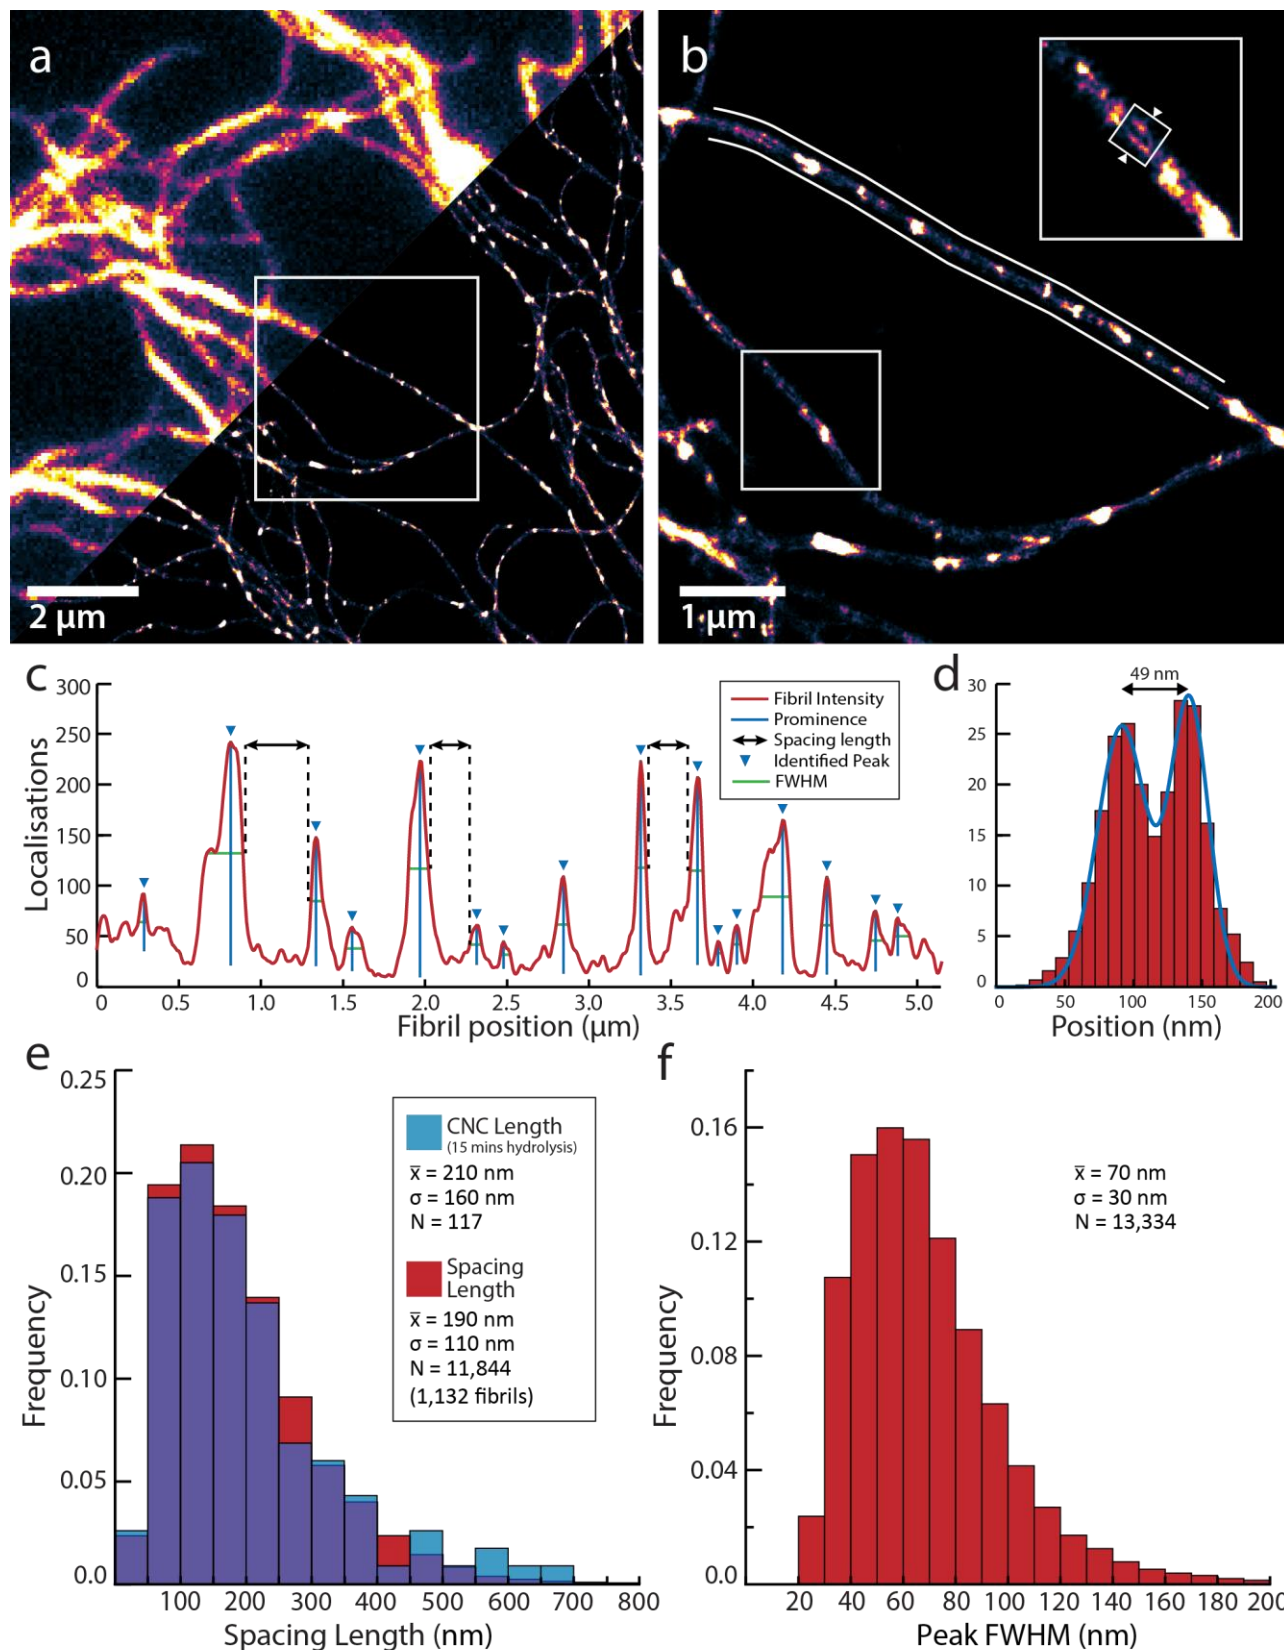 a
2 µm
b
1 µm
c
Localisations
300
250
200
150
100
50
0
0
0.5
1.0
1.5
2.0
2.5
3.0
3.5
4.0
4.5
5.0
Fibril position (µm)
Fibril Intensity
Prominence
Spacing length
Identified Peak
FWHM
d
49 nm
30
25
20
15
10
5
0
0
50
100
150
200
Position (nm)
e
Frequency
0.25
0.20
0.15
0.10
0.05
0.0
100
200
300
400
500
600
700
800
Spacing Length (nm)
CNC Length
(15 mins hydrolysis)
x̄ = 210 nm
σ = 160 nm
N = 117
Spacing
Length
x̄ = 190 nm
σ = 110 nm
N = 11,844
(1,132 fibrils)
f
Frequency
0.16
0.12
0.08
0.04
0.0
20
40
60
80
100
120
140
160
180
200
Peak FWHM (nm)
x̄ = 70 nm
σ = 30 nm
N = 13,334